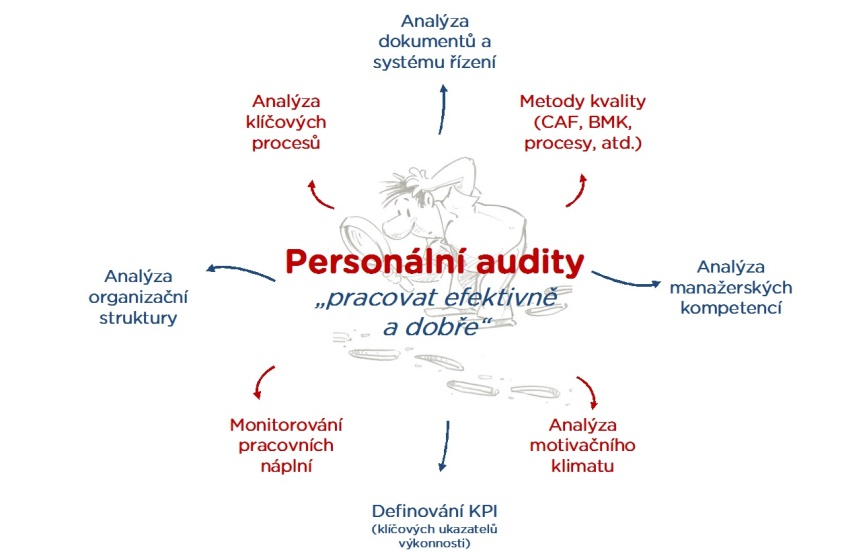 Analýza
dokumentů a
systému řízení
Analýza
klíčových
procesů
Metody kvality
(CAF, BMK,
procesy, atd.)
Personální audity
„pracovat efektivně
a dobře“
Analýza
organizační
struktury
Analýza
manažerských
kompetencí
Monitorování
pracovních
náplní
Analýza
motivačního
klimatu
Definování KPI
(klíčových ukazatelů
výkonnosti)